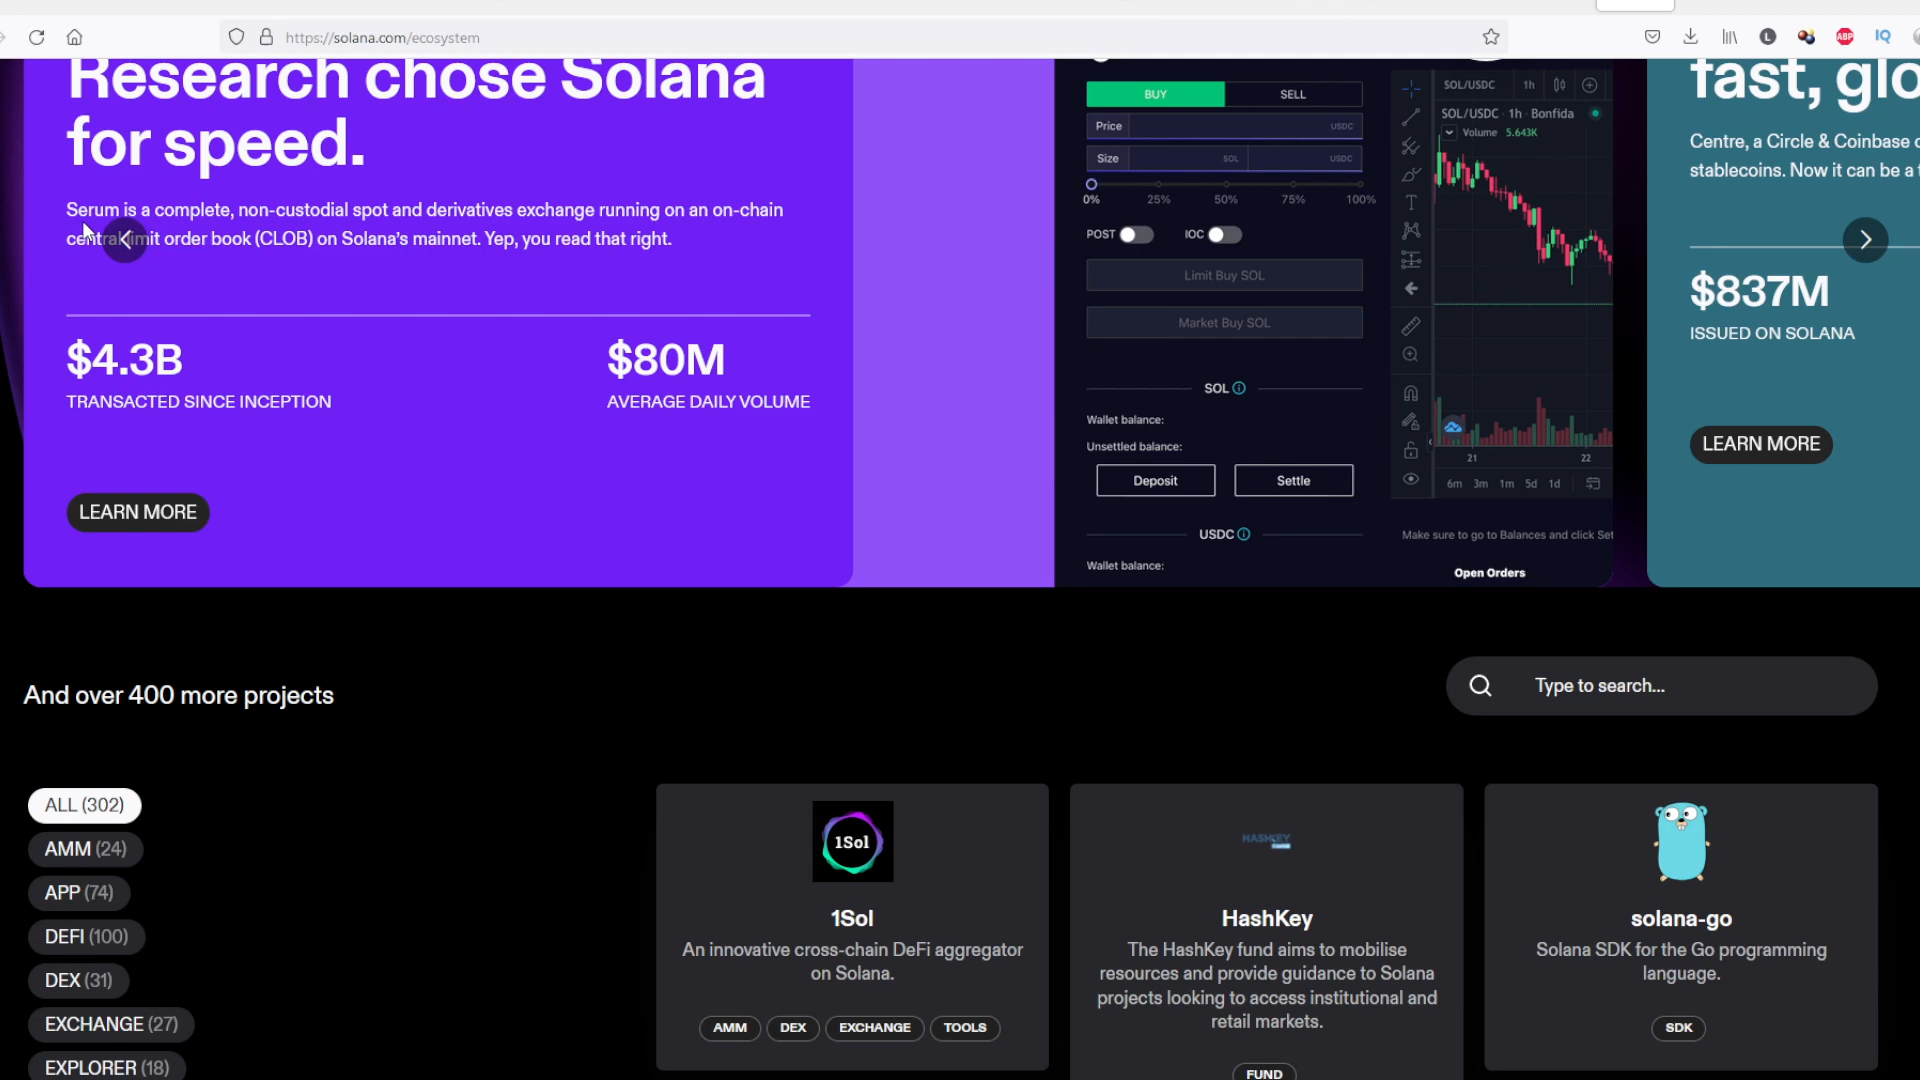 https://solana.com/ecosystem
ABP
IQ
Research chose Solana
for speed.
Serum is a complete, non-custodial spot and derivatives exchange running on an on-chain
central limit order book (CLOB) on Solana's mainnet. Yep, you read that right.
$4.3B
TRANSACTED SINCE INCEPTION
$80M
AVERAGE DAILY VOLUME
LEARN MORE
BUY
SELL
Price
USDC
Size
SOL
USDC
0%
25%
50%
75%
100%
POST
IOC
Limit Buy SOL
Market Buy SOL
SOL
Wallet balance:
Unsettled balance:
Deposit
Settle
USDC
Wallet balance:
SOL/USDC
1h
SOL/USDC · 1h · Bonfida
Volume 5.643K
21
22
6m 3m 1m 5d 1d
Make sure to go to Balances and click Set
Open Orders
fast, glo
Centre, a Circle & Coinbase
stablecoins. Now it can be a
$837M
ISSUED ON SOLANA
LEARN MORE
And over 400 more projects
Type to search...
ALL (302)
AMM (24)
APP (74)
DEFI (100)
DEX (31)
EXCHANGE (27)
EXPLORER (18)
1Sol
1Sol
An innovative cross-chain DeFi aggregator
on Solana.
AMM
DEX
EXCHANGE
TOOLS
HASHKEY
HashKey
The HashKey fund aims to mobilise
resources and provide guidance to Solana
projects looking to access institutional and
retail markets.
FUND
solana-go
Solana SDK for the Go programming
language.
SDK